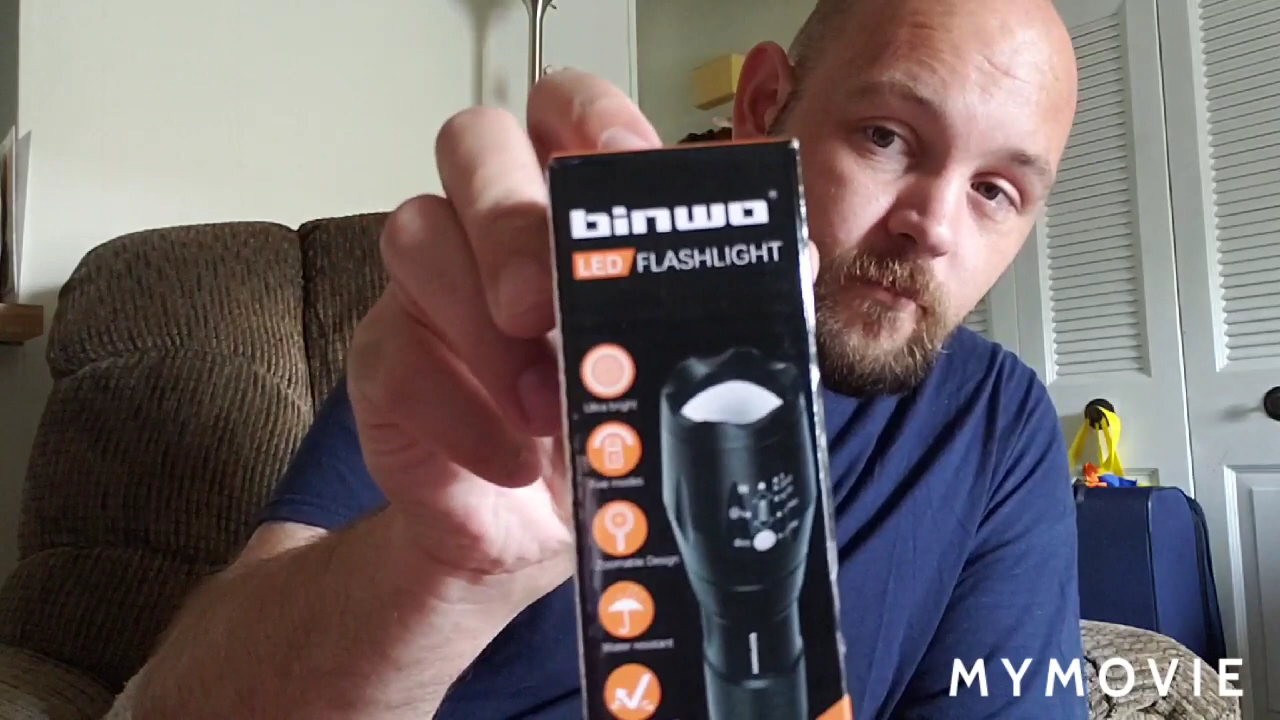 binwo®
LED FLASHLIGHT
Ultra bright
Five modes
Zoomable Design
Water resistant
MYMOVIE